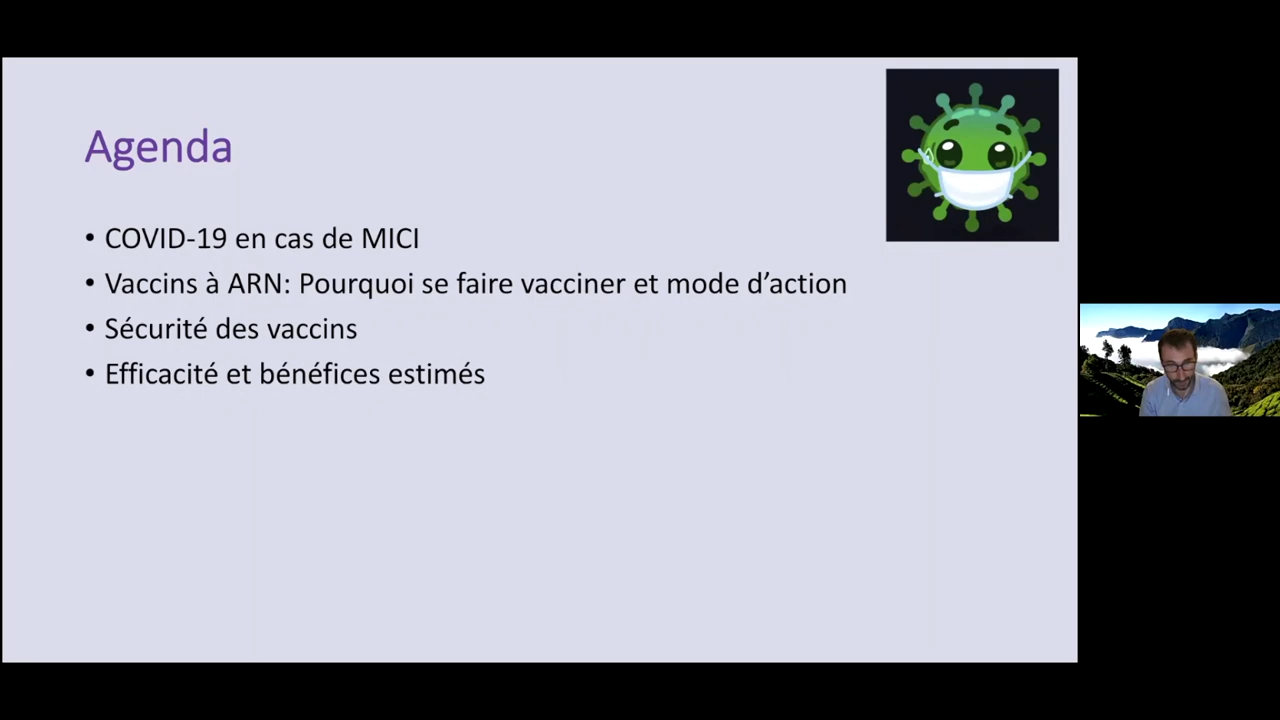 Agenda
• COVID-19 en cas de MICI
• Vaccins à ARN: Pourquoi se faire vacciner et mode d’action
• Sécurité des vaccins
• Efficacité et bénéfices estimés